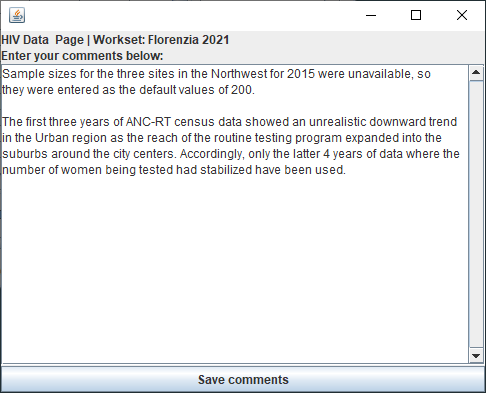 HIV Data  Page | Workset: Florenzia 2021
Enter your comments below:
Sample sizes for the three sites in the Northwest for 2015 were unavailable, so
they were entered as the default values of 200.
The first three years of ANC-RT census data showed an unrealistic downward trend
in the Urban region as the reach of the routine testing program expanded into the
suburbs around the city centers. Accordingly, only the latter 4 years of data where the
number of women being tested had stabilized have been used.
Save comments